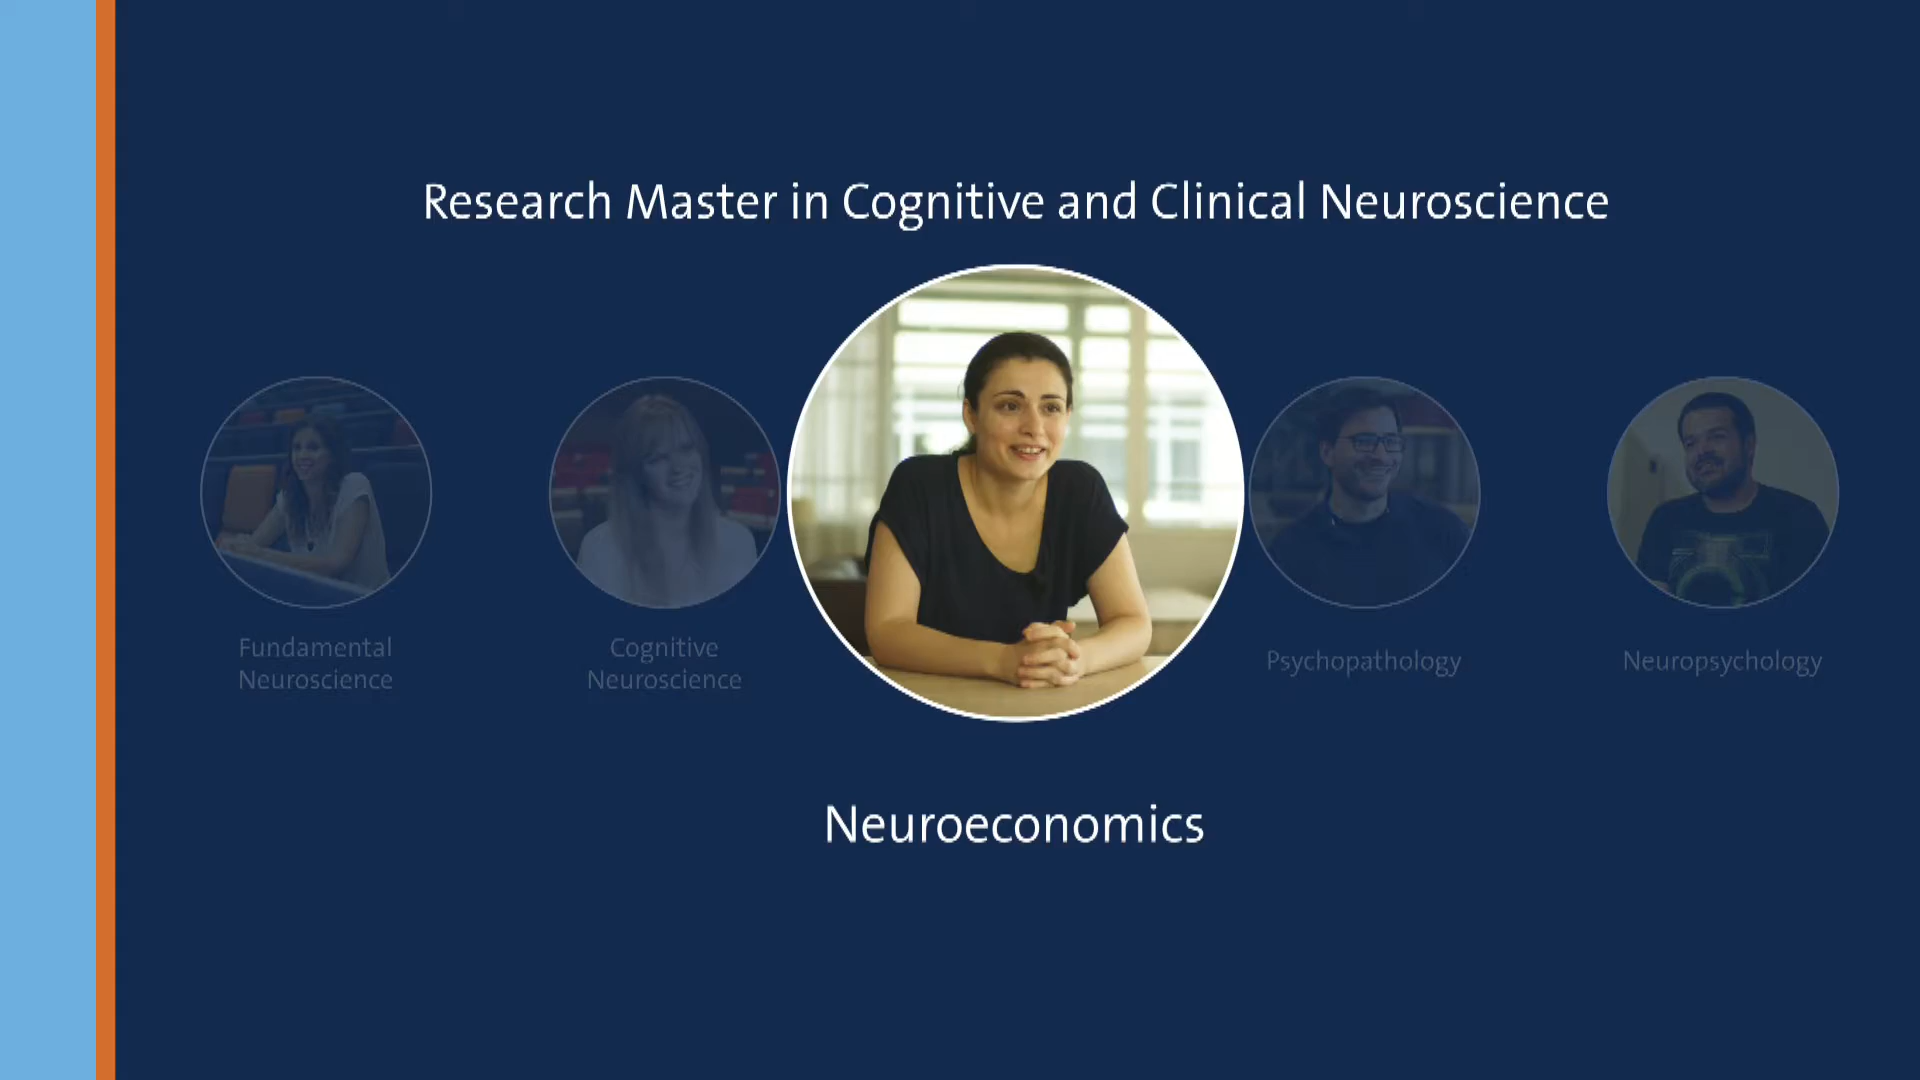 Research Master in Cognitive and Clinical Neuroscience
Fundamental
Neuroscience
Cognitive
Neuroscience
Psychopathology
Neuropsychology
Neuroeconomics